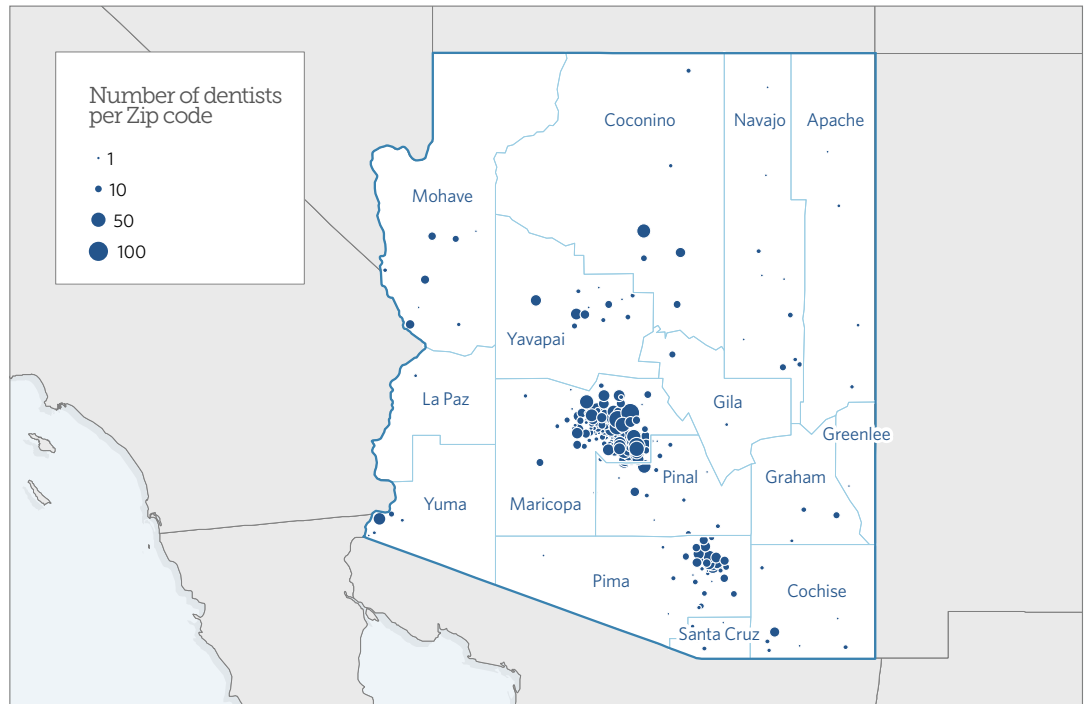 Number of dentists
per Zip code
1
10
50
100
Coconino
Navajo
Apache
Mohave
Yavapai
La Paz
Gila
Greenlee
Yuma
Maricopa
Pinal
Graham
Pima
Cochise
Santa Cruz